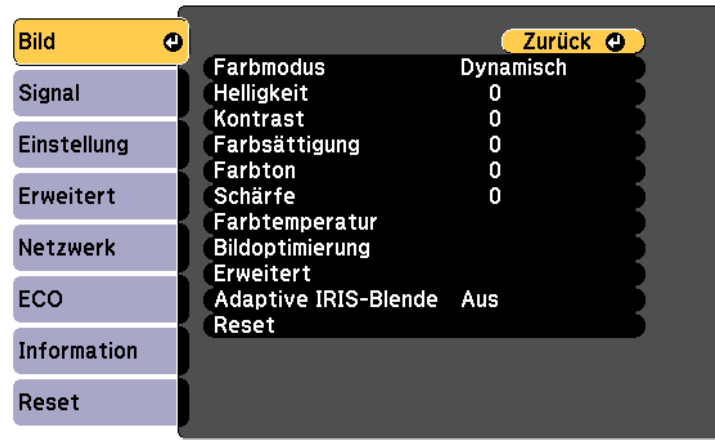 Bild
Signal
Einstellung
Erweitert
Netzwerk
ECO
Information
Reset
Zurück
Farbmodus Dynamisch
Helligkeit 0
Kontrast 0
Farbsättigung 0
Farbton 0
Schärfe 0
Farbtemperatur
Bildoptimierung
Erweitert
Adaptive IRIS-Blende Aus
Reset